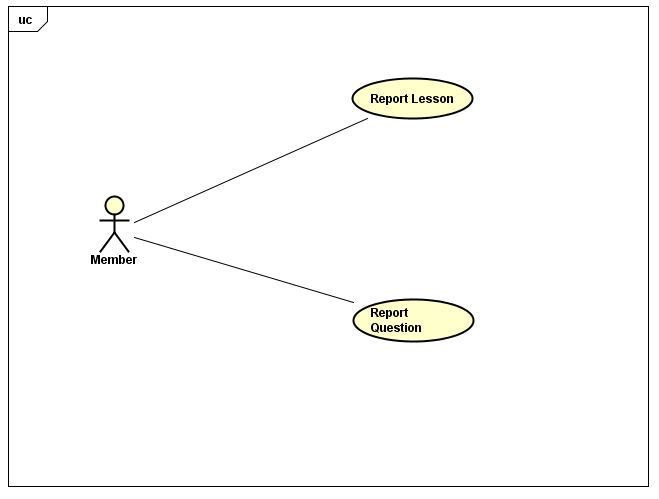 uc
Report Lesson
Member
Report
Question